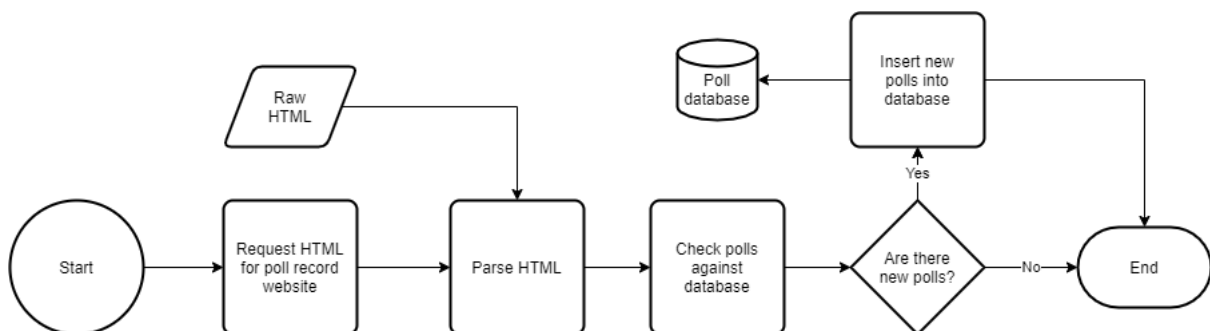 Raw
HTML
Poll
database
Insert new
polls into
database
Yes
Start
Request HTML
for poll record
website
Parse HTML
Check polls
against
database
Are there
new polls?
No
End